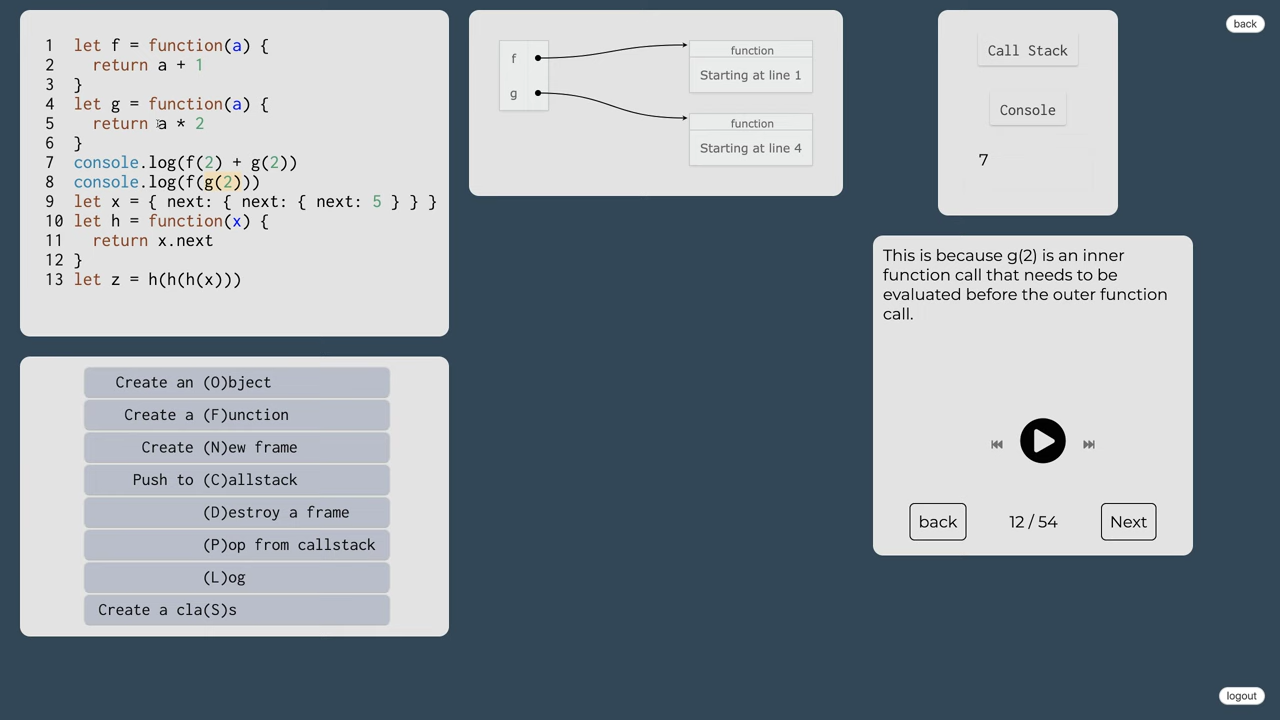 1 let f = function(a) {
2 return a + 1
3 }
4 let g = function(a) {
5 return a * 2
6 }
7 console.log(f(2) + g(2))
8 console.log(f(g(2)))
9 let x = { next: { next: { next: 5 } } }
10 let h = function(x) {
11 return x.next
12 }
13 let z = h(h(h(x)))
Create an (O)bject
Create a (F)unction
Create (N)ew frame
Push to (C)allstack
(D)estroy a frame
(P)op from callstack
(L)og
Create a cla(S)s
f
g
function
Starting at line 1
function
Starting at line 4
Call Stack
Console
7
back
This is because g(2) is an inner
function call that needs to be
evaluated before the outer function
call.
back 12 / 54 Next
logout